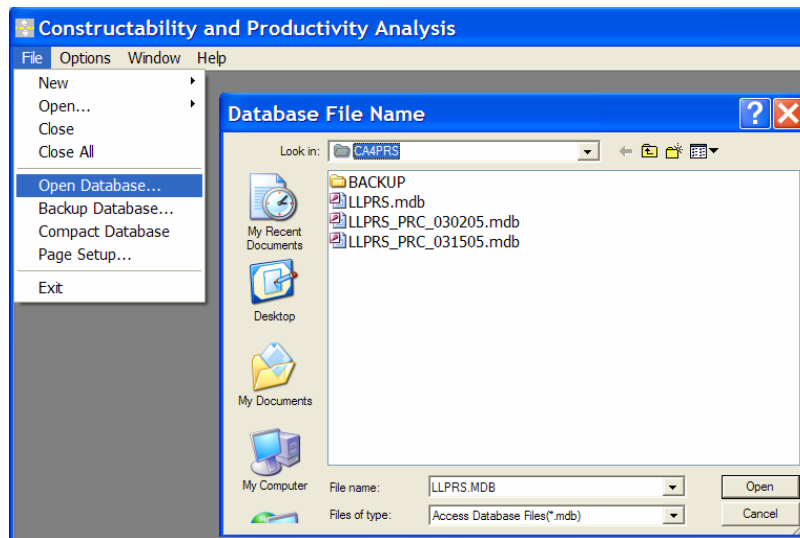 Constructability and Productivity Analysis
File Options Window Help
New
Open...
Close
Close All
Open Database...
Backup Database...
Compact Database
Page Setup...
Exit
Database File Name
Look in: CA4PRS
BACKUP
LLPRS.mdb
LLPRS_PRC_030205.mdb
LLPRS_PRC_031505.mdb
My Recent
Documents
Desktop
My Documents
My Computer
File name: LLPRS.MDB Open
Files of type: Access Database Files(*.mdb) Cancel